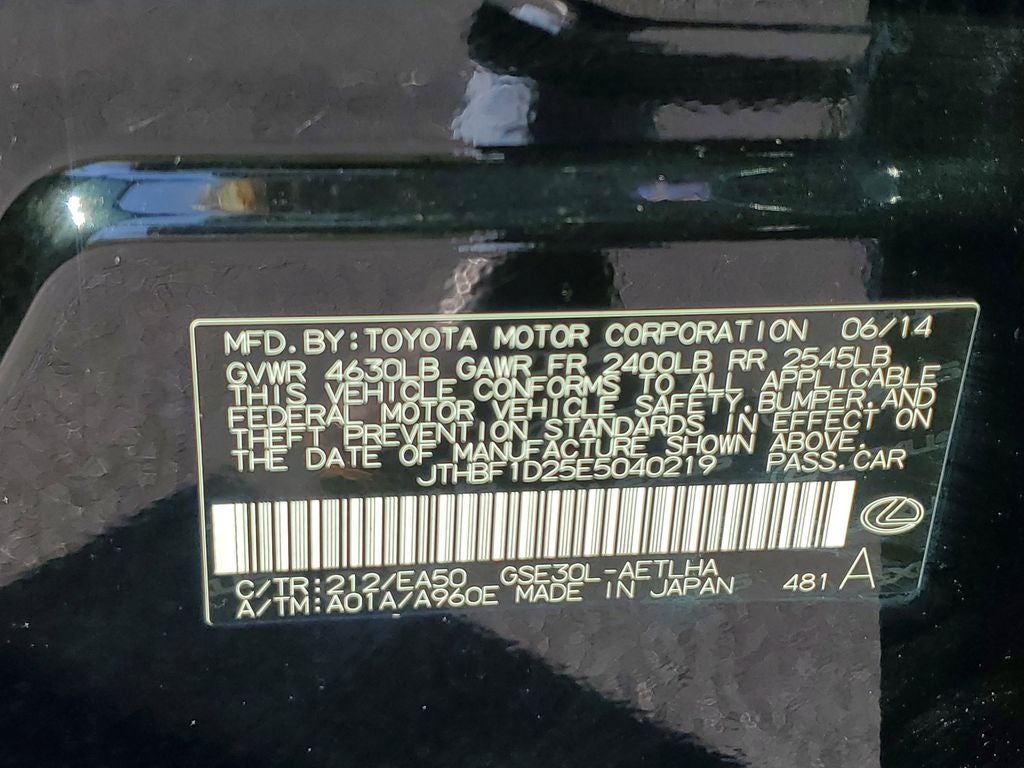 MFD.BY:TOYOTA MOTOR CORPORATION 06/14
GVWR 4630LB GAWR FR 2400LB RR 2545LB
THIS VEHICLE CONFORMS TO ALL APPLICABLE
FEDERAL MOTOR VEHICLE SAFETY,BUMPER,AND
THEFT PREVENTION STANDARDS IN EFFECT ON
THE DATE OF MANUFACTURE SHOWN ABOVE.
JTHBF1D25E5040219 PASS.CAR
C/TR:212/EA50 GSE30L-AETLHA
A/TM:A01A/A960E MADE IN JAPAN 481 A